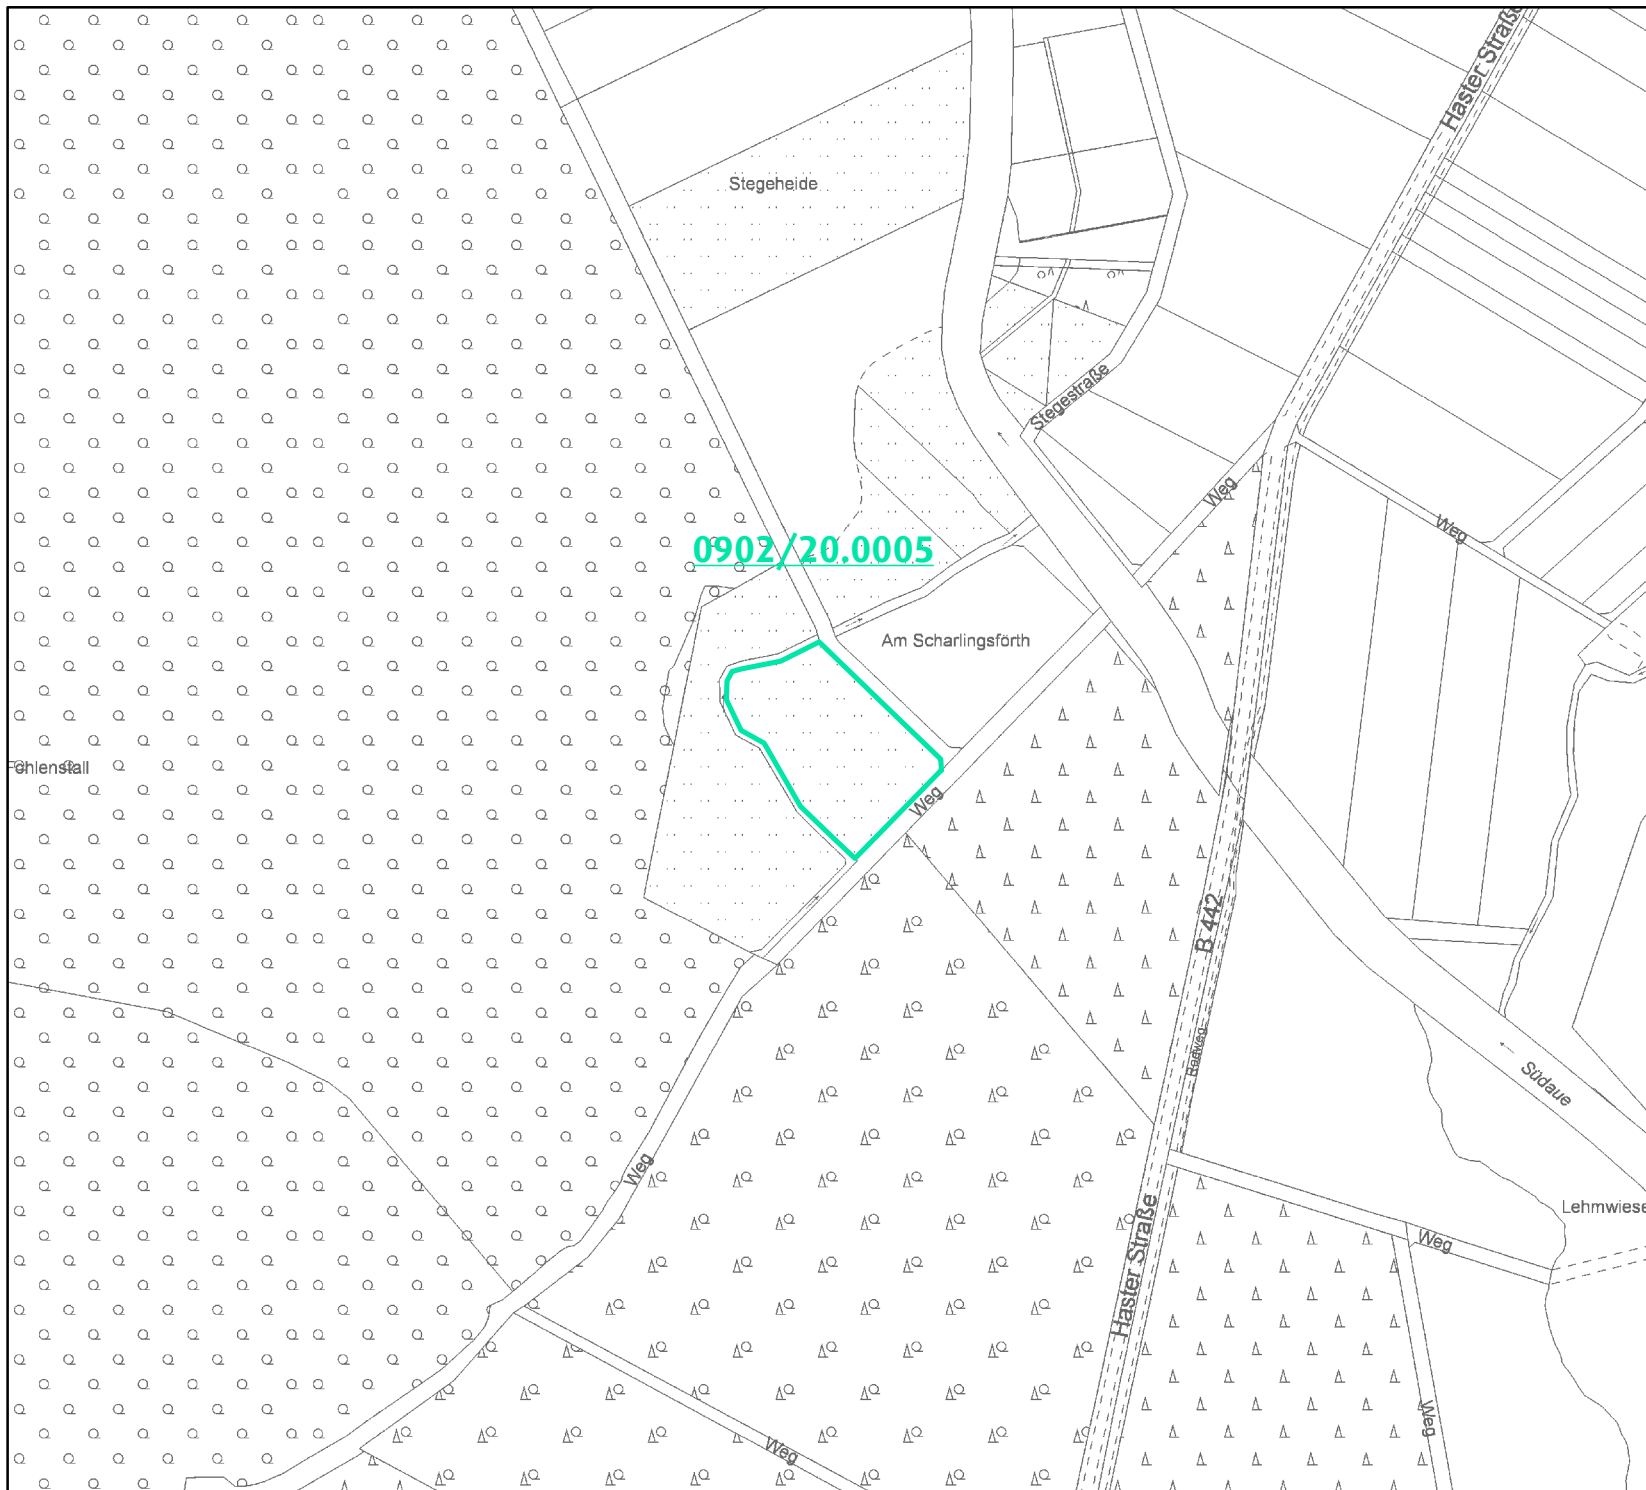 Haster Straße
Stegeheide
Stegestraße
Weg
Weg
0902/20.0005
Am Scharlingsförth
Fohlenstall
Weg
B 442
Radweg
Südaue
Weg
Haster Straße
Lehmwiese
Weg
Weg
Weg